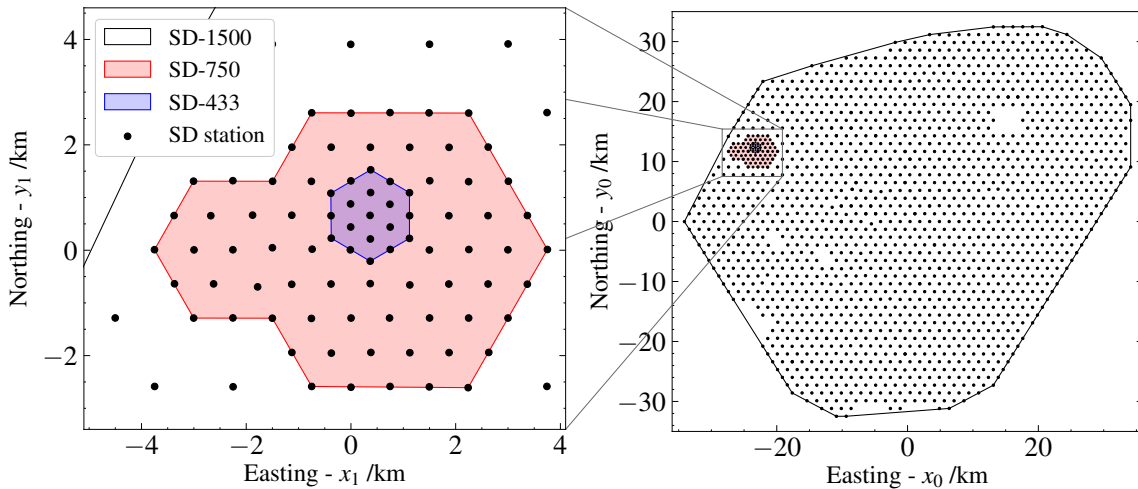 SD-1500
SD-750
SD-433
SD station
4
2
0
−2
−4
−2
0
2
4
Easting - x₁ /km
Northing - y₁ /km
30
20
10
0
−10
−20
−30
−20
0
20
Easting - x₀ /km
Northing - y₀ /km